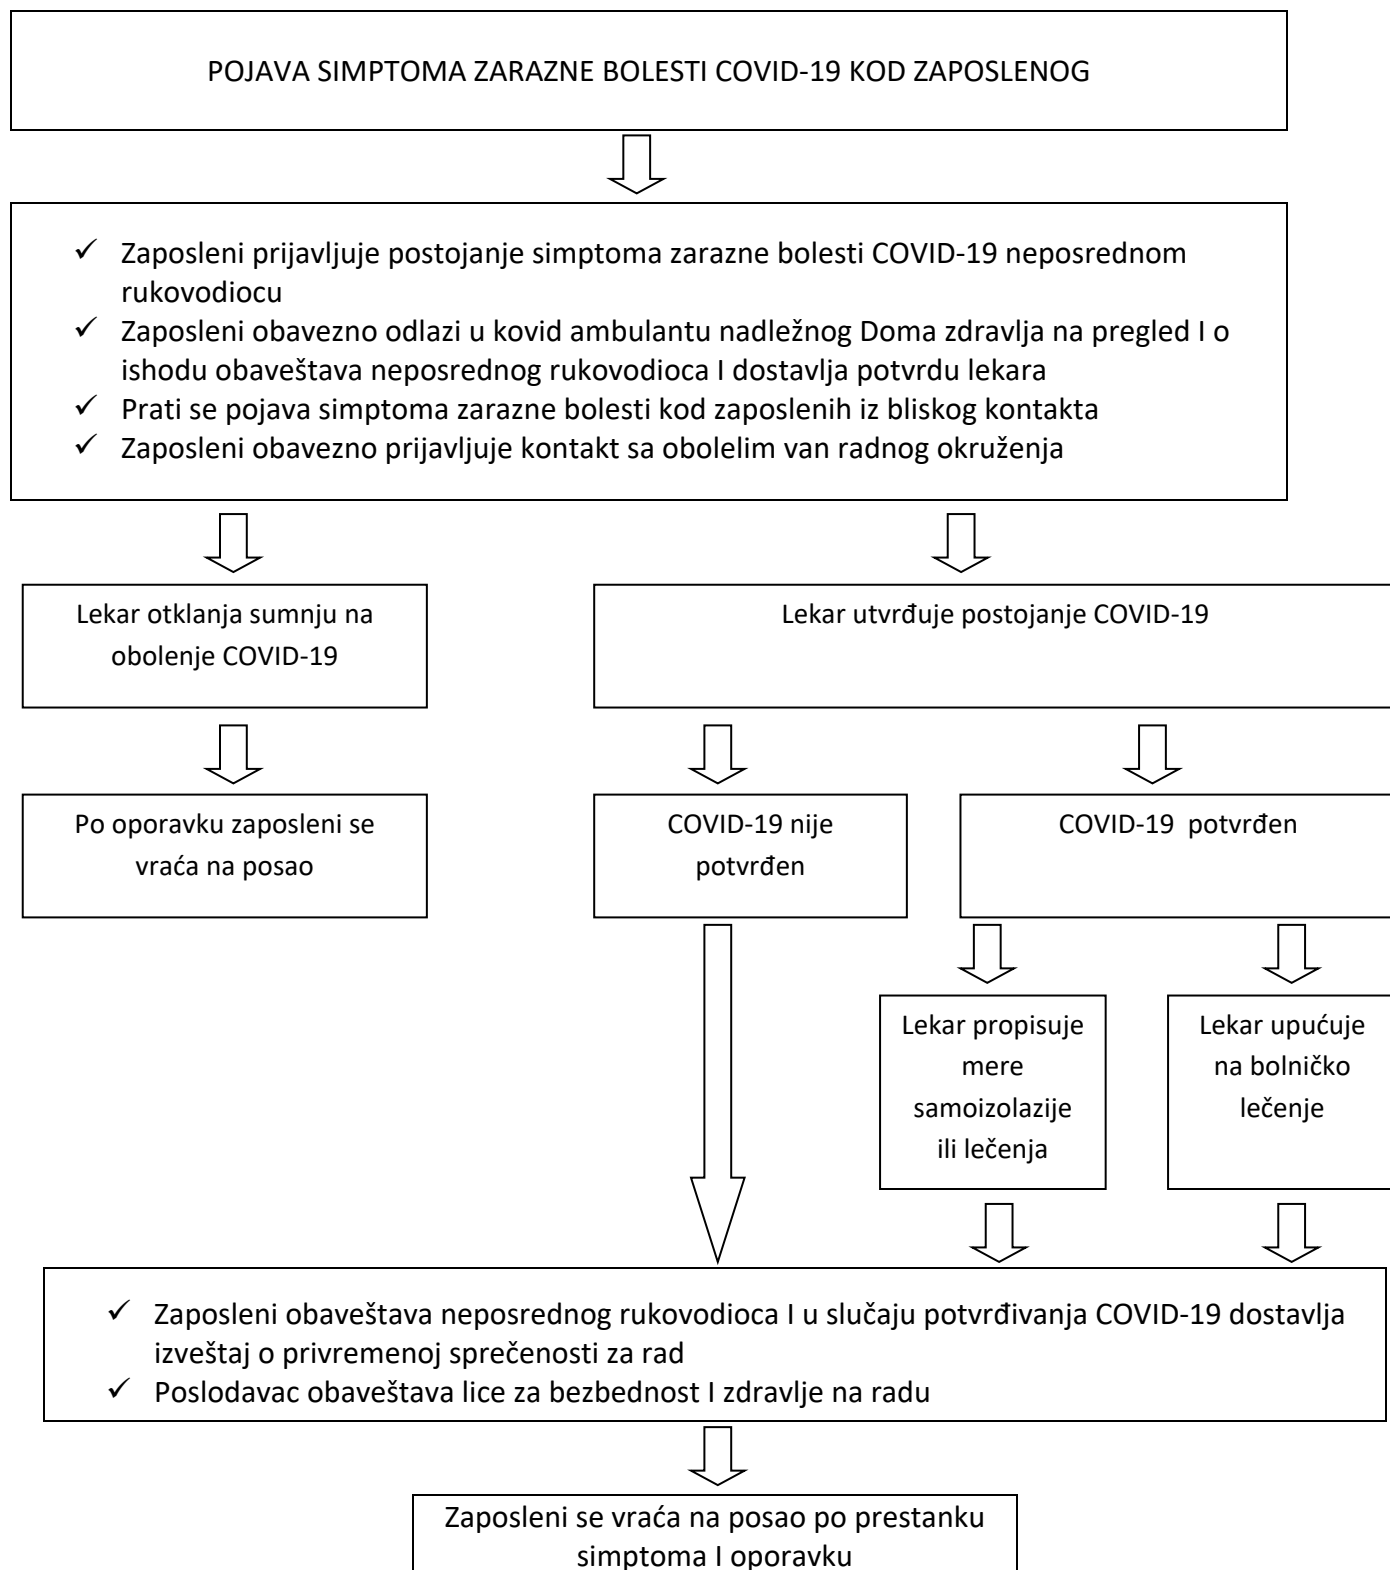 POJAVA SIMPTOMA ZARAZNE BOLESTI COVID-19 KOD ZAPOSLENOG
✓ Zaposleni prijavljuje postojanje simptoma zarazne bolesti COVID-19 neposrednom
rukovodiocu
✓ Zaposleni obavezno odlazi u kovid ambulantu nadležnog Doma zdravlja na pregled I o
ishodu obaveštava neposrednog rukovodioca I dostavlja potvrdu lekara
✓ Prati se pojava simptoma zarazne bolesti kod zaposlenih iz bliskog kontakta
✓ Zaposleni obavezno prijavljuje kontakt sa obolelim van radnog okruženja
Lekar otklanja sumnju na
obolenje COVID-19
Lekar utvrđuje postojanje COVID-19
Po oporavku zaposleni se
vraća na posao
COVID-19 nije
potvrđen
COVID-19 potvrđen
Lekar propisuje
mere
samoizolazije
ili lečenja
Lekar upućuje
na bolničko
lečenje
✓ Zaposleni obaveštava neposrednog rukovodioca I u slučaju potvrđivanja COVID-19 dostavlja
izveštaj o privremenoj sprečenosti za rad
✓ Poslodavac obaveštava lice za bezbednost I zdravlje na radu
Zaposleni se vraća na posao po prestanku
simptoma I oporavku